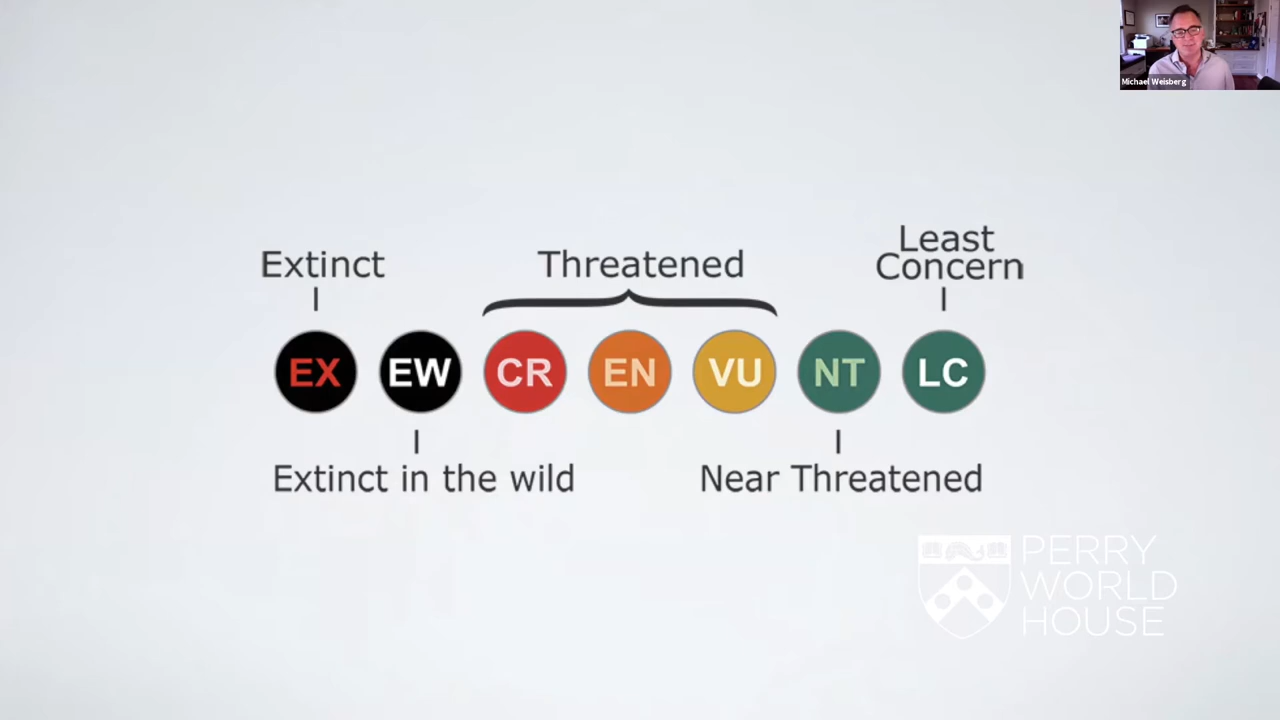 Michael Weisberg
Extinct
Threatened
Least
Concern
EX
EW
CR
EN
VU
NT
LC
Extinct in the wild
Near Threatened
PERRY
WORLD
HOUSE